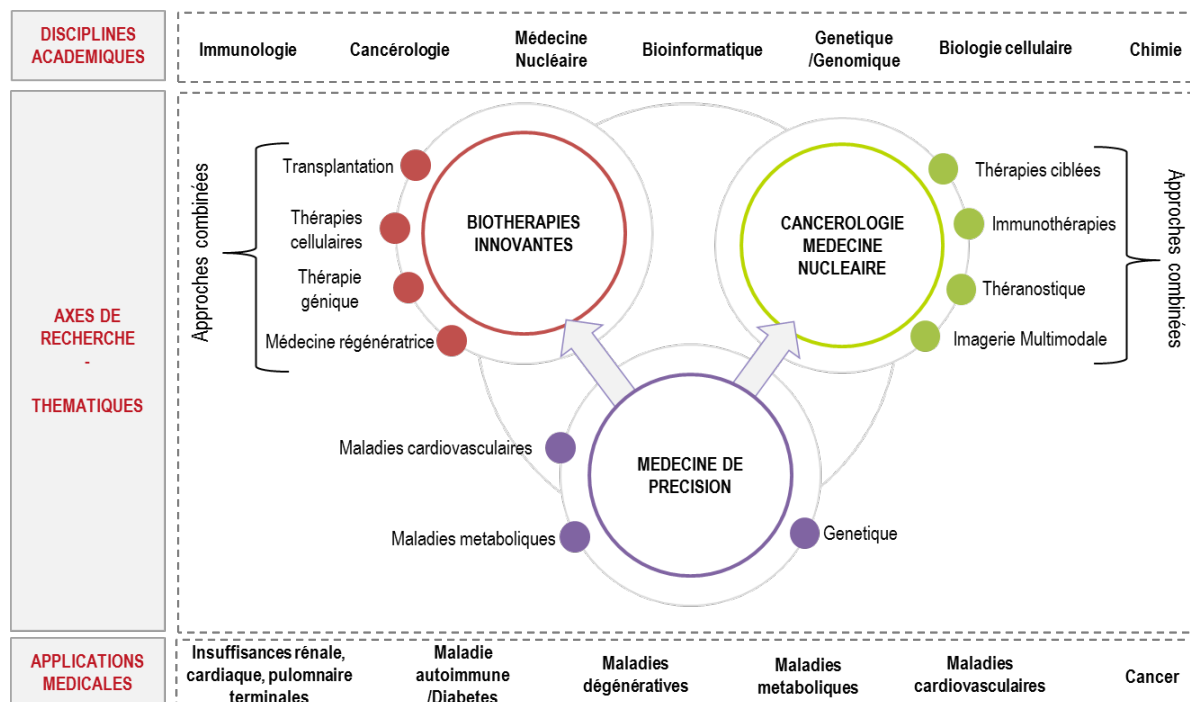 DISCIPLINES
ACADEMIQUES
Immunologie
Cancérologie
Médecine
Nucléaire
Bioinformatique
Genetique
/Genomique
Biologie cellulaire
Chimie
AXES DE
RECHERCHE
-
THEMATIQUES
Approches combinées
Transplantation
Thérapies
cellulaires
Thérapie
génique
Médecine régénératrice
BIOTHERAPIES
INNOVANTES
CANCEROLOGIE
MEDECINE
NUCLEAIRE
Thérapies ciblées
Immunothérapies
Théranostique
Imagerie Multimodale
Approches combinées
Maladies cardiovasculaires
Maladies metaboliques
MEDECINE DE
PRECISION
Genetique
APPLICATIONS
MEDICALES
Insuffisances rénale,
cardiaque, pulomnaire
terminales
Maladie
autoimmune
/Diabetes
Maladies
dégénératives
Maladies
metaboliques
Maladies
cardiovasculaires
Cancer